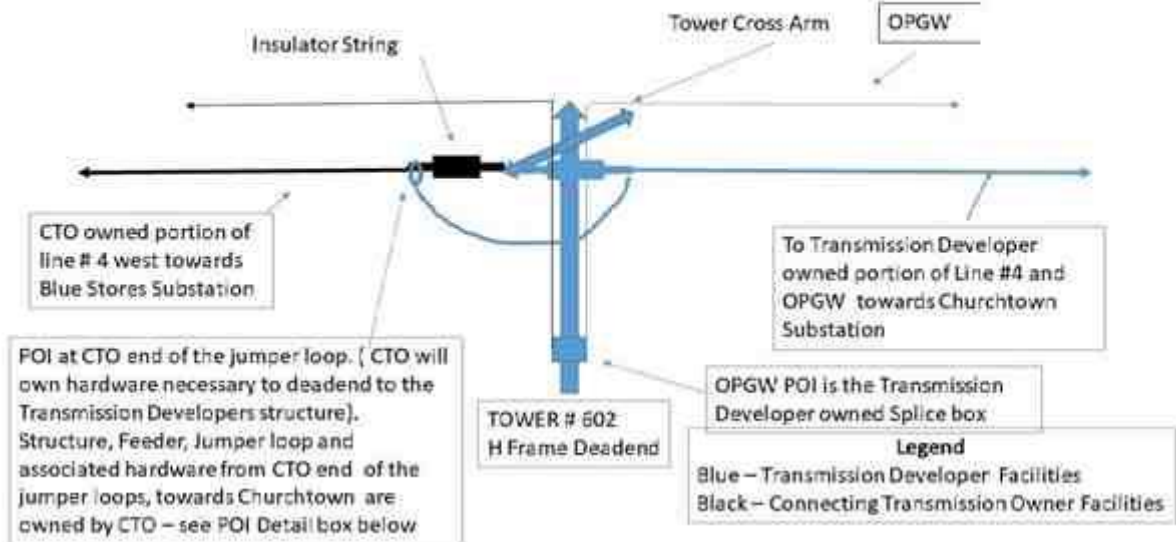 Insulator String
Tower Cross Arm
OPGW
CTO owned portion of
line # 4 west towards
Blue Stores Substation
To Transmission Developer
owned portion of Line #4 and
OPGW towards Churchtown
Substation
POI at CTO end of the jumper loop. ( CTO will
own hardware necessary to deadend to the
Transmission Developers structure).
Structure, Feeder, Jumper loop and
associated hardware from CTO end of the
jumper loops, towards Churchtown are
owned by CTO – see POI Detail box below
TOWER # 602
H Frame Deadend
OPGW POI is the Transmission
Developer owned Splice box
Legend
Blue – Transmission Developer Facilities
Black – Connecting Transmission Owner Facilities